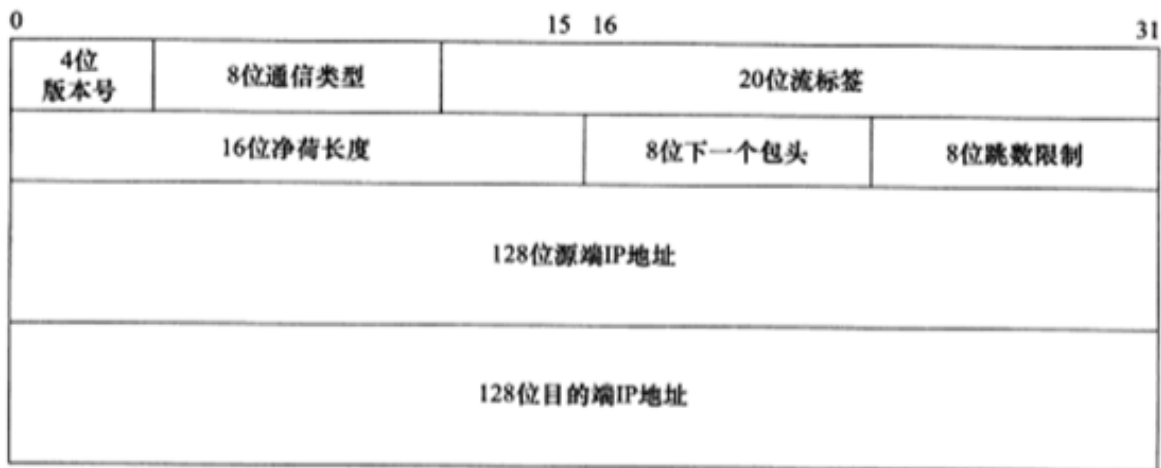 0 15 16 31
4位
版本号
8位通信类型
20位流标签
16位净荷长度
8位下一个包头
8位跳数限制
128位源端IP地址
128位目的端IP地址